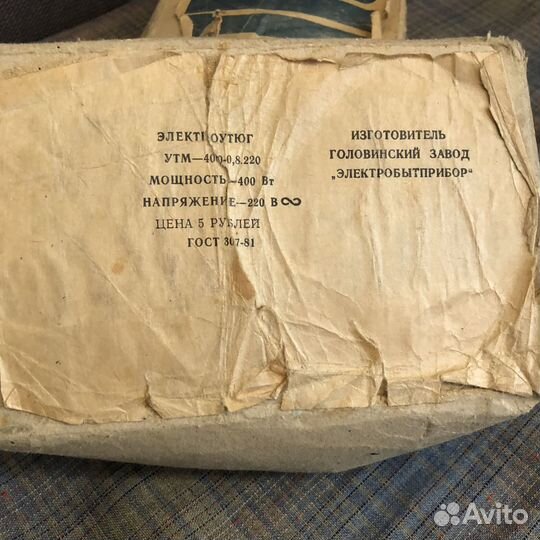 ЭЛЕКТРОУТЮГ
УТМ—400-0,8.220
МОЩНОСТЬ—400 Вт
НАПРЯЖЕНИЕ—220 В ∞
ЦЕНА 5 РУБЛЕЙ
ГОСТ 307-81
ИЗГОТОВИТЕЛЬ
ГОЛОВИНСКИЙ ЗАВОД
„ЭЛЕКТРОБЫТПРИБОР“
Avito